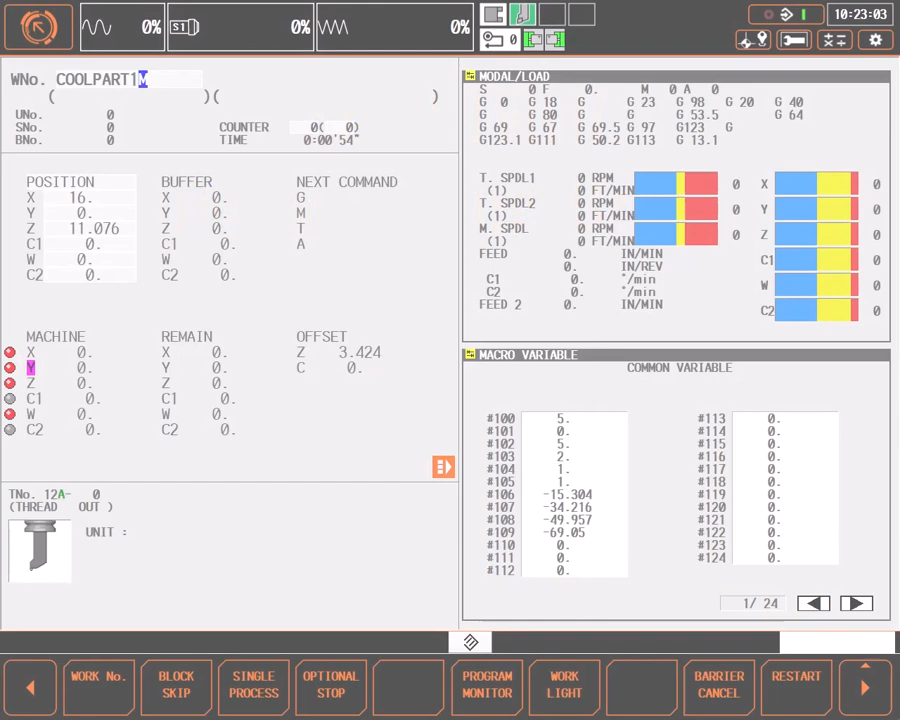 0% S1 0% 0% 10:23:03
0
WNo. COOLPART1M
( )( )
UNo. 0
SNo. 0 COUNTER 0( 0)
BNo. 0 TIME 0:00'54"
POSITION BUFFER NEXT COMMAND
X 16. X 0. G
Y 0. Y 0. M
Z 11.076 Z 0. T
C1 0. C1 0. A
W 0. W 0.
C2 0. C2 0.
MACHINE REMAIN OFFSET
X 0. X 0. Z 3.424
Y 0. Y 0. C 0.
Z 0. Z 0.
C1 0. C1 0.
W 0. W 0.
C2 0. C2 0.
TNo. 12A- 0
(THREAD OUT )
UNIT :
MODAL/LOAD
S 0 F 0. M 0 A 0
G 0 G 18 G 23 G 98 G 20 G 40
G G 80 G G 53.5 G 64
G 69 G 67 G 69.5 G 97 G123 G
G123.1 G111 G 50.2 G113 G 13.1
T. SPDL1 0 RPM
(1) 0 FT/MIN 0
T. SPDL2 0 RPM
(1) 0 FT/MIN 0
M. SPDL 0 RPM
(1) 0 FT/MIN 0
FEED 0. IN/MIN
0. IN/REV
C1 0. °/min
C2 0. °/min
FEED 2 0. IN/MIN
X 0
Y 0
Z 0
C1 0
W 0
C2 0
MACRO VARIABLE
COMMON VARIABLE
#100 5. #113 0.
#101 0. #114 0.
#102 5. #115 0.
#103 2. #116 0.
#104 1. #117 0.
#105 1. #118 0.
#106 -15.304 #119 0.
#107 -34.216 #120 0.
#108 -49.957 #121 0.
#109 -69.05 #122 0.
#110 0. #123 0.
#111 0. #124 0.
#112 0.
1/ 24
WORK No. BLOCK SKIP SINGLE PROCESS OPTIONAL STOP PROGRAM MONITOR WORK LIGHT BARRIER CANCEL RESTART